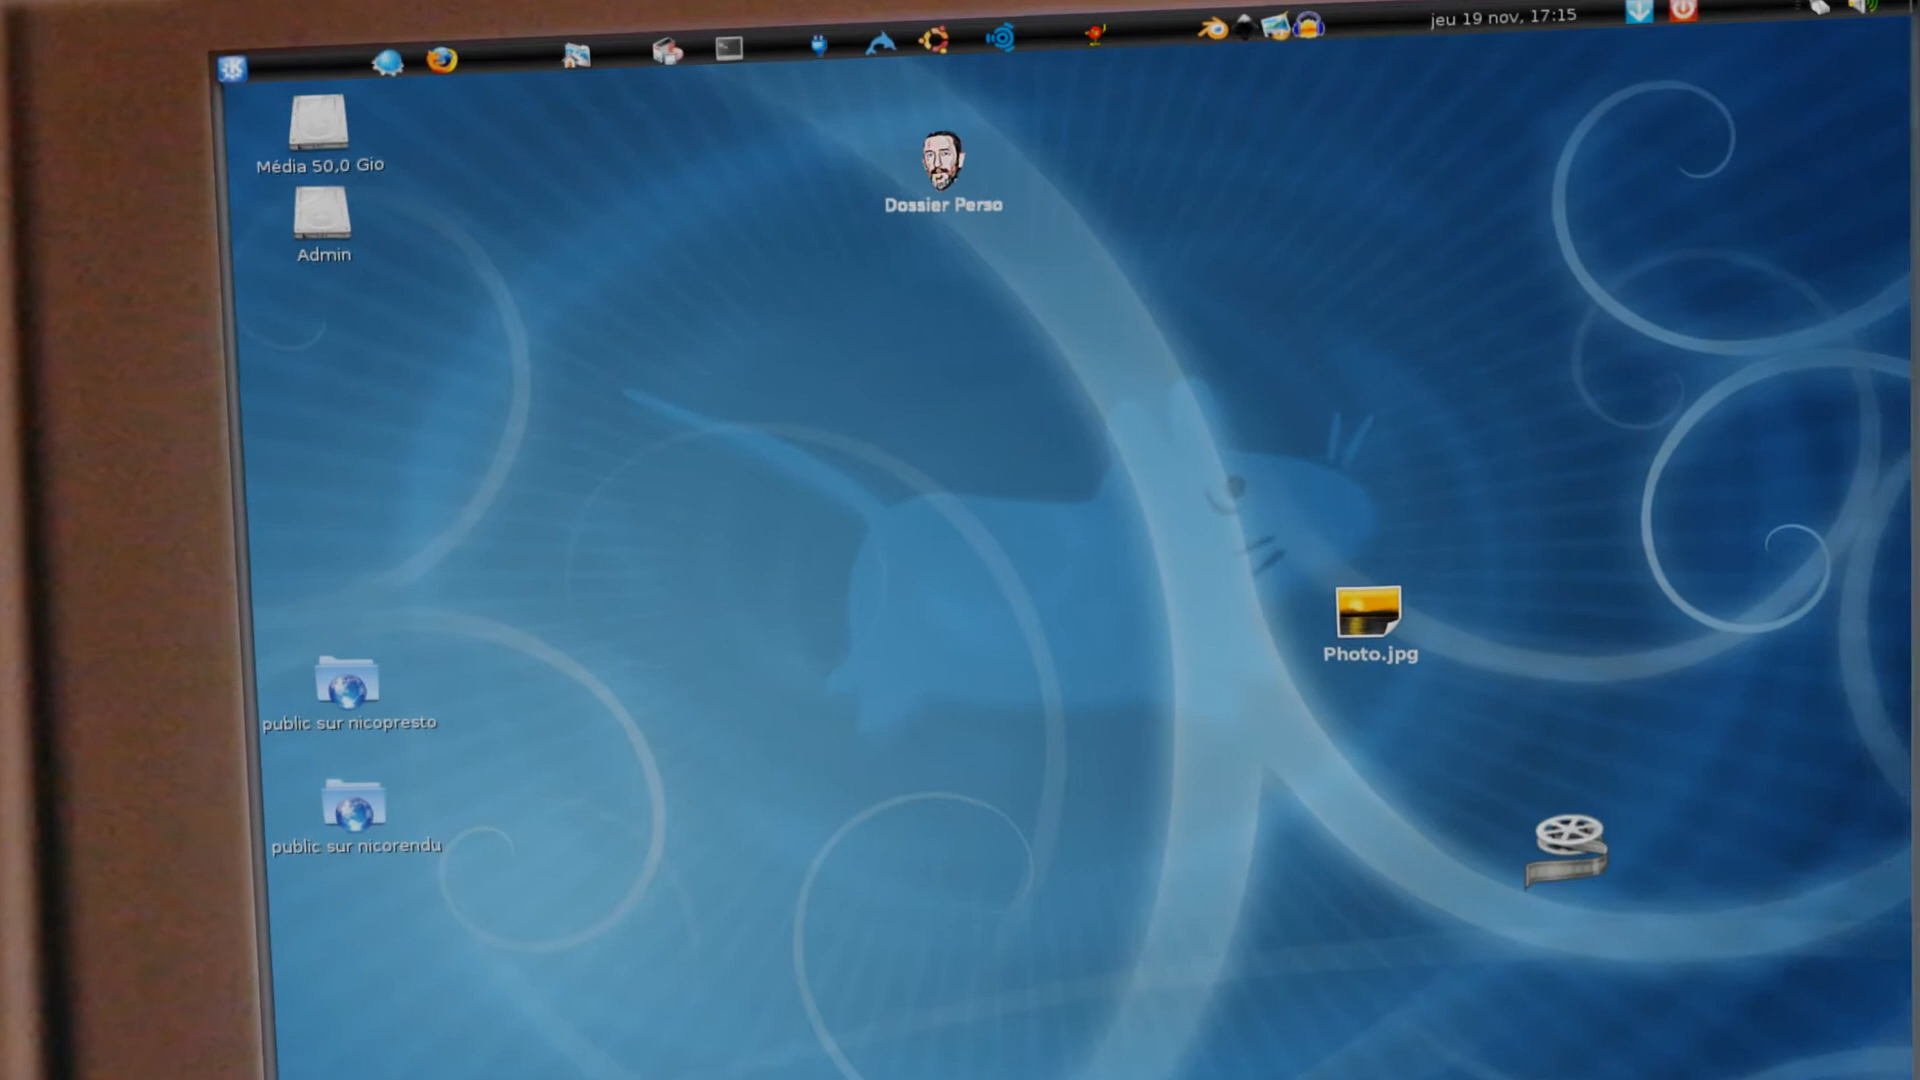 jeu 19 nov, 17:15
Média 50,0 Gio
Admin
Dossier Perso
Photo.jpg
public sur nicopresto
public sur nicorendu